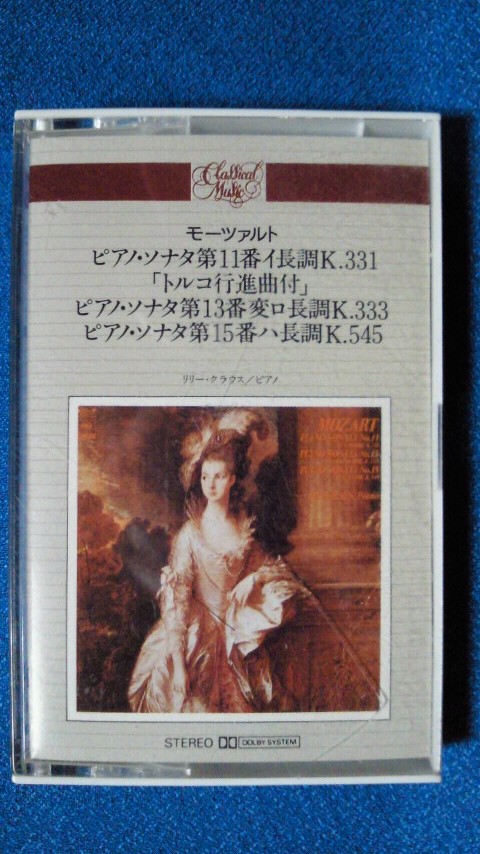 Classical
Music
モーツァルト
ピアノ・ソナタ第11番イ長調K.331
「トルコ行進曲付」
ピアノ・ソナタ第13番変ロ長調K.333
ピアノ・ソナタ第15番ハ長調K.545
リリー・クラウス/ピアノ
MOZART
STEREO DOLBY SYSTEM